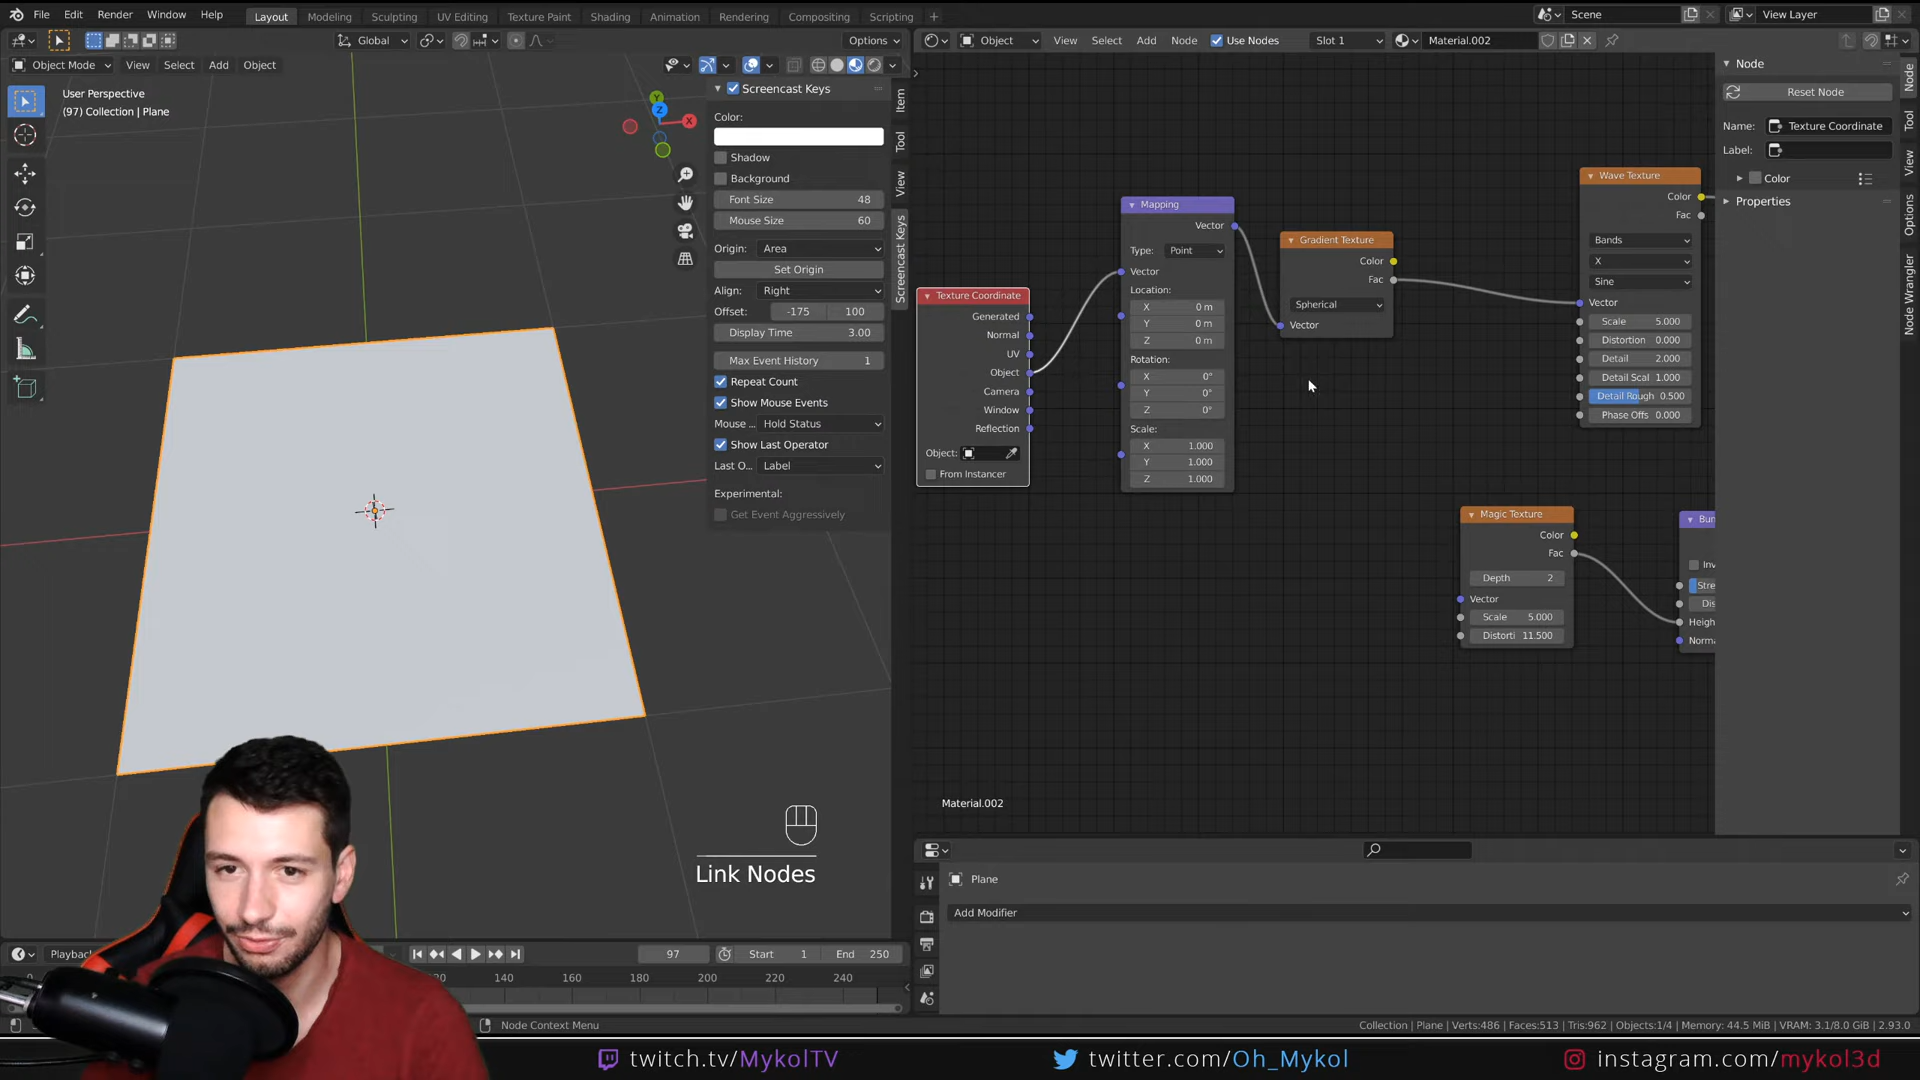 File Edit Render Window Help
Layout Modeling Sculpting UV Editing Texture Paint Shading Animation Rendering Compositing Scripting +
Scene
View Layer
Global
Options
Object
View Select Add Node Use Nodes
Slot 1
Material.002
Object Mode
View Select Add Object
User Perspective
(97) Collection | Plane
Y
Z
X
Screencast Keys
Color:
Shadow
Background
Font Size 48
Mouse Size 60
Origin: Area
Set Origin
Align: Right
Offset: -175 100
Display Time 3.00
Max Event History 1
Repeat Count
Show Mouse Events
Mouse ... Hold Status
Show Last Operator
Last O... Label
Experimental:
Get Event Aggressively
Item
Tool
View
Screencast Keys
Texture Coordinate
Generated
Normal
UV
Object
Camera
Window
Reflection
Object:
From Instancer
Mapping
Vector
Type: Point
Vector
Location:
X 0 m
Y 0 m
Z 0 m
Rotation:
X 0°
Y 0°
Z 0°
Scale:
X 1.000
Y 1.000
Z 1.000
Gradient Texture
Color
Fac
Spherical
Vector
Wave Texture
Color
Fac
Bands
X
Sine
Vector
Scale 5.000
Distortion 0.000
Detail 2.000
Detail Scal 1.000
Detail Rough 0.500
Phase Offs 0.000
Magic Texture
Color
Fac
Depth 2
Vector
Scale 5.000
Distorti 11.500
Bun
Inv
Stre
Dis
Heigh
Norma
Material.002
Node
Reset Node
Name: Texture Coordinate
Label:
Color
Properties
Node
Tool
View
Options
Node Wrangler
Link Nodes
Plane
Add Modifier
Playback
97
Start 1
End 250
0
140 160 180 200 220 240
Node Context Menu
Collection | Plane | Verts:486 | Faces:513 | Tris:962 | Objects:1/4 | Memory: 44.5 MiB | VRAM: 3.1/8.0 GiB | 2.93.0
twitch.tv/MykolTV
twitter.com/Oh_Mykol
instagram.com/mykol3d